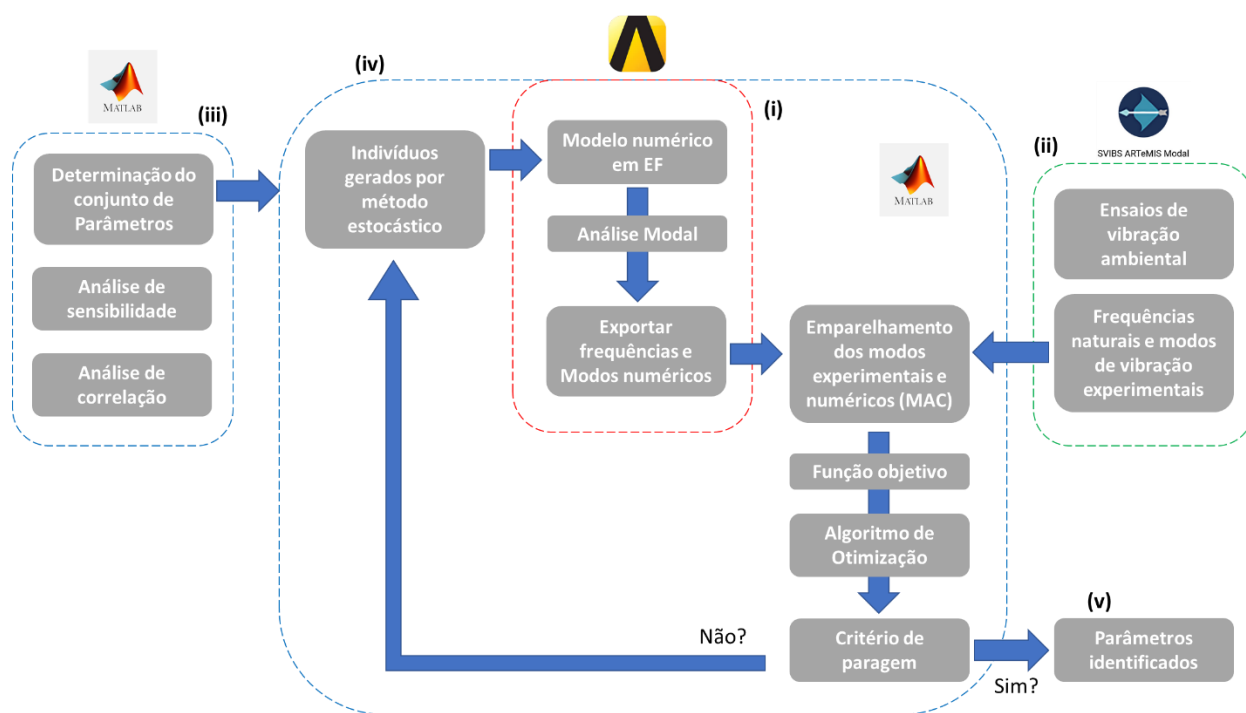 MATLAB
(iii)
Determinação do
conjunto de
Parâmetros
Análise de
sensibilidade
Análise de
correlação
(iv)
Indivíduos
gerados por
método
estocástico
(i)
Modelo numérico
em EF
Análise Modal
Exportar
frequências e
Modos numéricos
MATLAB
Emparelhamento
dos modos
experimentais e
numéricos (MAC)
Função objetivo
Algoritmo de
Otimização
Critério de
paragem
Não?
Sim?
SVIBS ARTeMIS Modal
(ii)
Ensaios de
vibração
ambiental
Frequências
naturais e modos
de vibração
experimentais
(v)
Parâmetros
identificados